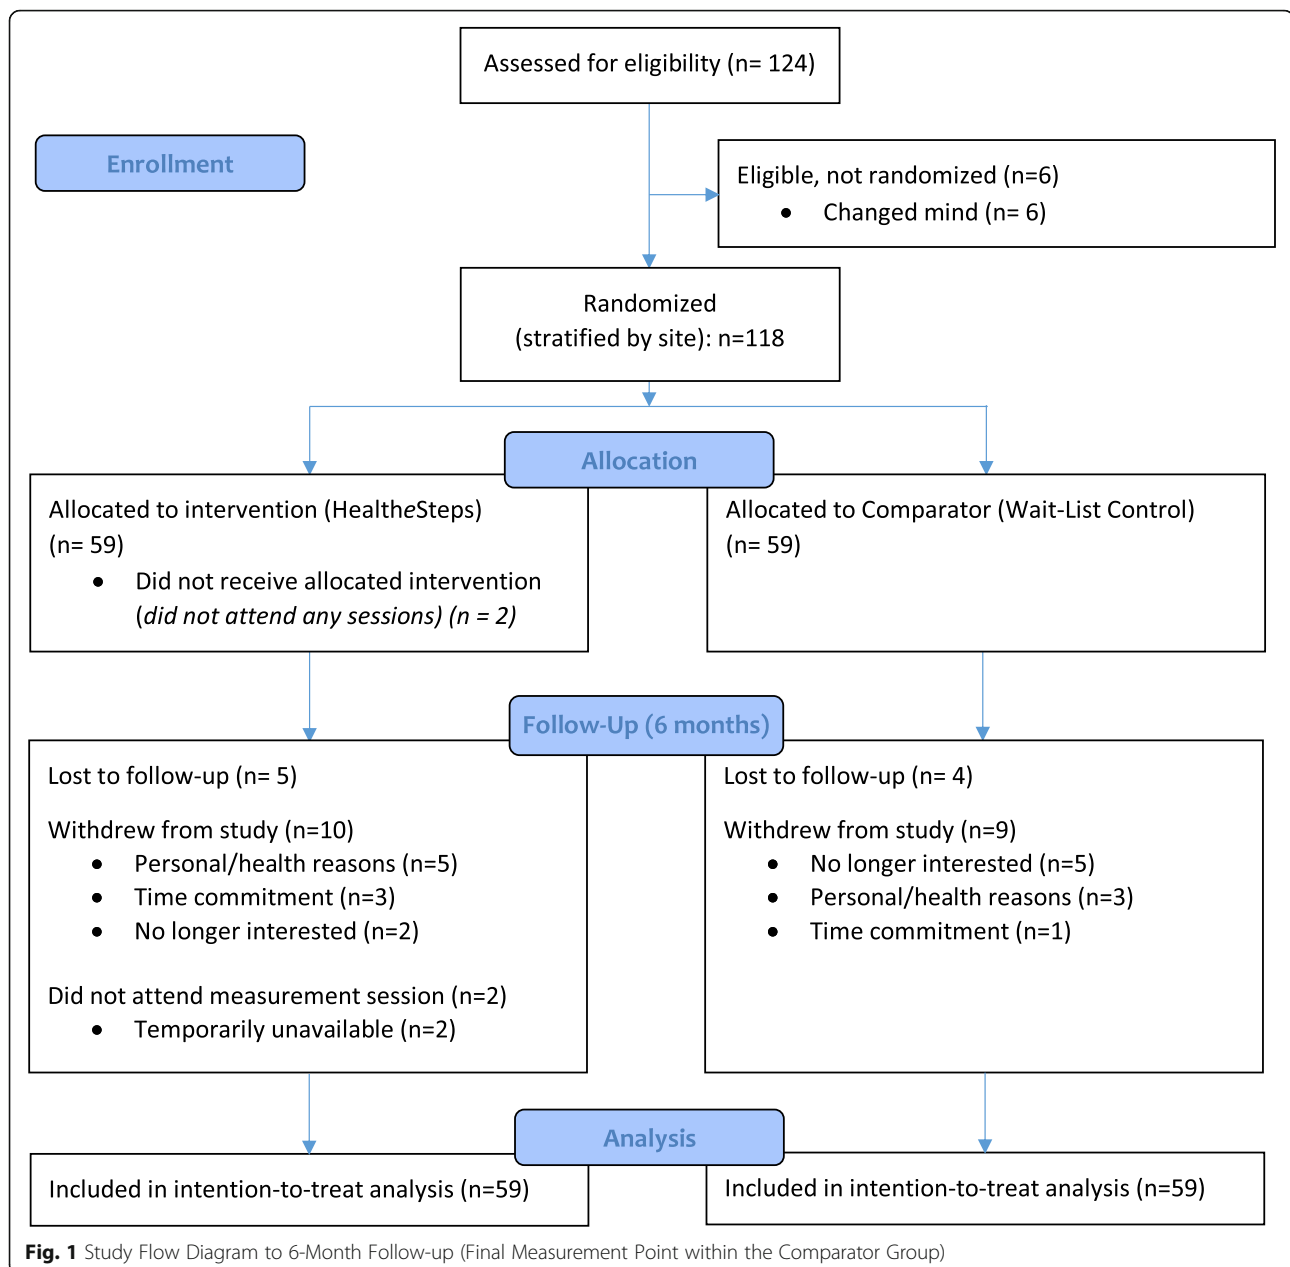 Assessed for eligibility (n= 124)
Enrollment
Eligible, not randomized (n=6)
• Changed mind (n= 6)
Randomized
(stratified by site): n=118
Allocation
Allocated to intervention (HealtheSteps)
(n= 59)
• Did not receive allocated intervention
(did not attend any sessions) (n = 2)
Allocated to Comparator (Wait-List Control)
(n= 59)
Follow-Up (6 months)
Lost to follow-up (n= 5)
Withdrew from study (n=10)
• Personal/health reasons (n=5)
• Time commitment (n=3)
• No longer interested (n=2)
Did not attend measurement session (n=2)
• Temporarily unavailable (n=2)
Lost to follow-up (n= 4)
Withdrew from study (n=9)
• No longer interested (n=5)
• Personal/health reasons (n=3)
• Time commitment (n=1)
Analysis
Included in intention-to-treat analysis (n=59)
Included in intention-to-treat analysis (n=59)
Fig. 1 Study Flow Diagram to 6-Month Follow-up (Final Measurement Point within the Comparator Group)